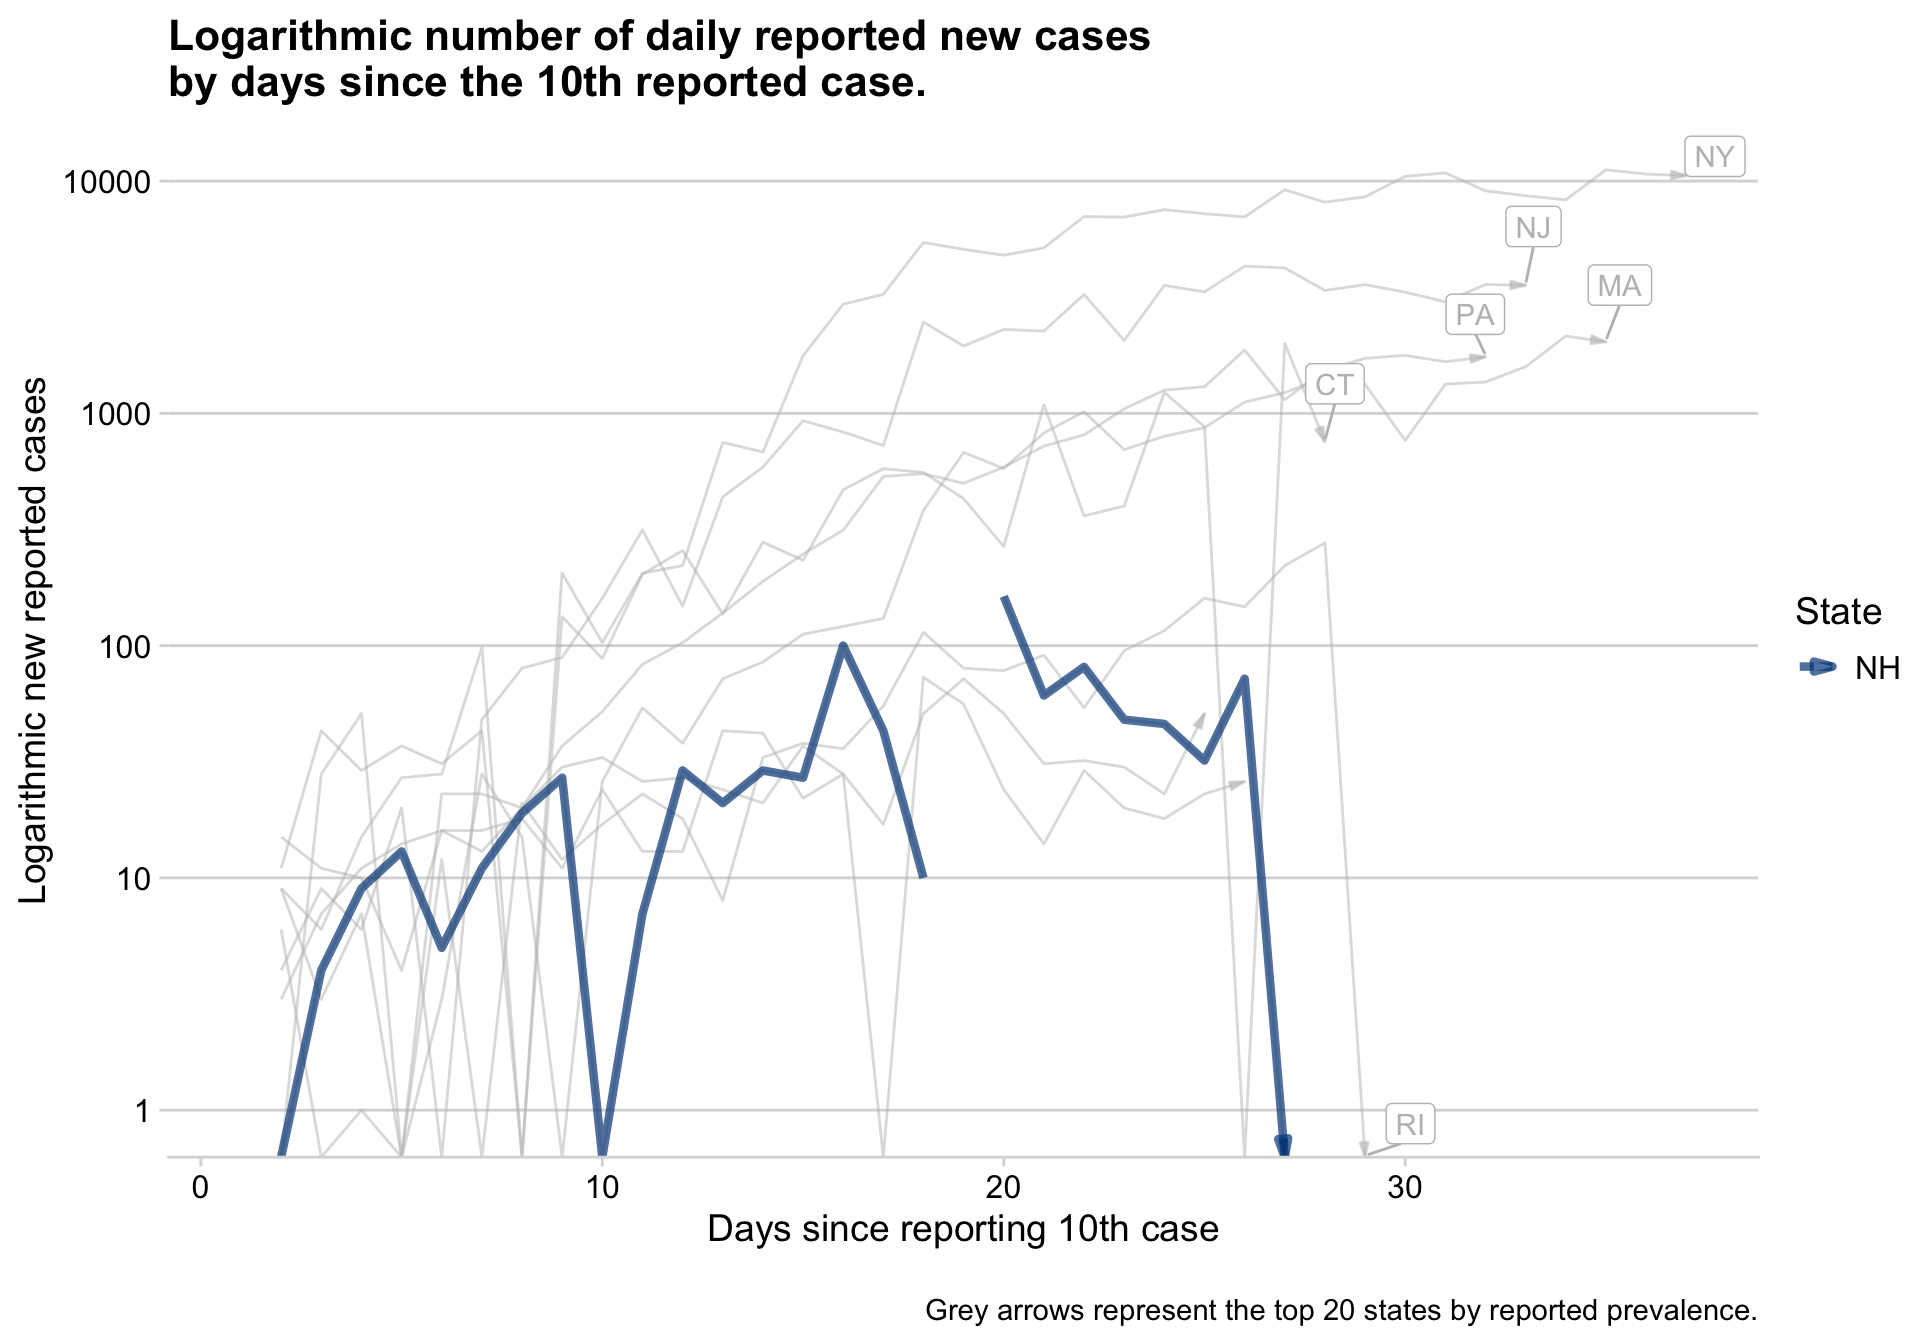 Logarithmic number of daily reported new cases
by days since the 10th reported case.
Logarithmic new reported cases
10000
1000
100
10
1
NY
NJ
MA
PA
CT
RI
State
NH
0
10
20
30
Days since reporting 10th case
Grey arrows represent the top 20 states by reported prevalence.